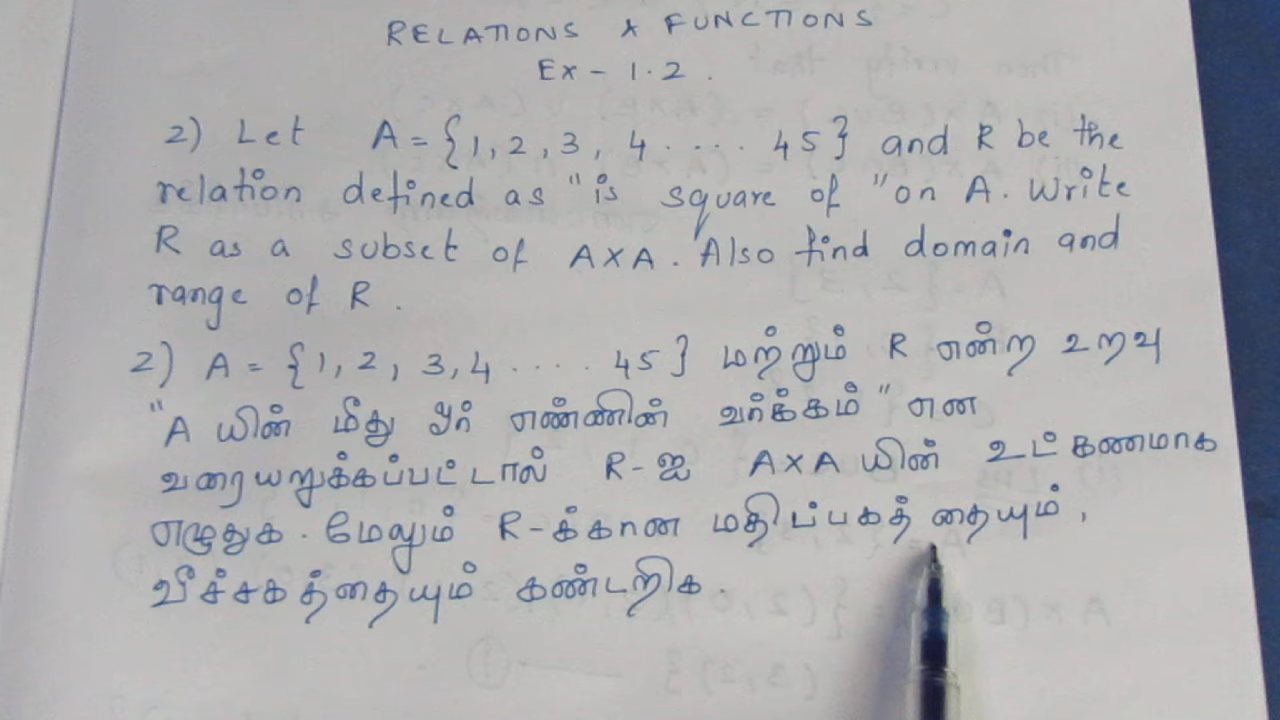 RELATIONS & FUNCTIONS
Ex - 1.2.
2) Let A = {1, 2, 3, 4 .... 45} and R be the
relation defined as "is square of " on A. Write
R as a subset of A×A. Also find domain and
range of R.
2) A = {1, 2, 3, 4 ..... 45} மற்றும் R என்ற உறவு
"A யின் மீது ஓர் எண்ணின் வர்க்கம்" என
வரையறுக்கப்பட்டால் R-ஐ A×A யின் உட்கணமாக
எழுதுக. மேலும் R-க்கான மதிப்பகத்தையும்,
வீச்சகத்தையும் கண்டறிக.